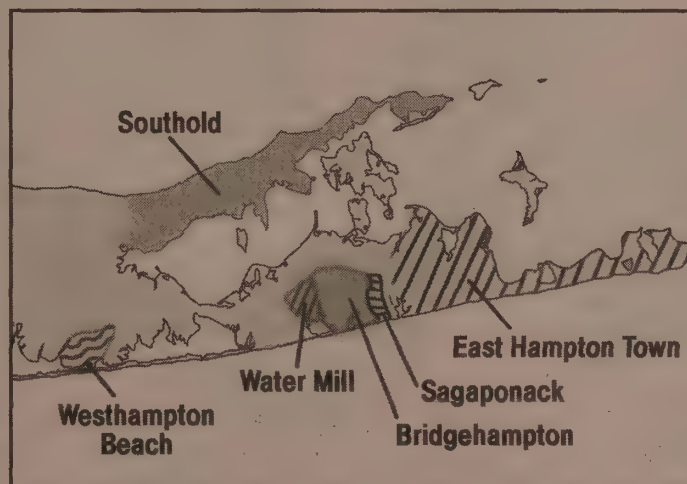 Southold
East Hampton Town
Water Mill
Sagaponack
Westhampton
Beach
Bridgehampton